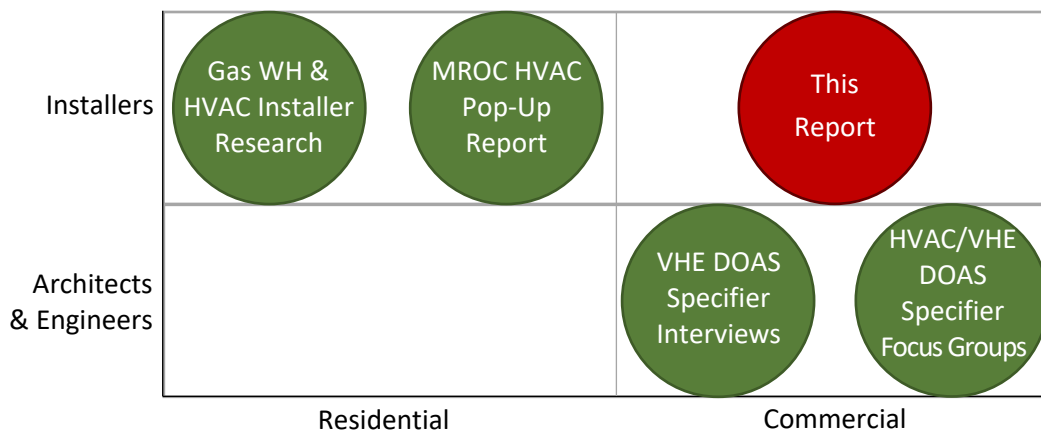 Installers
Gas WH &
HVAC Installer
Research
MROC HVAC
Pop-Up
Report
This
Report
Architects
& Engineers
VHE DOAS
Specifier
Interviews
HVAC/VHE
DOAS
Specifier
Focus Groups
Residential
Commercial